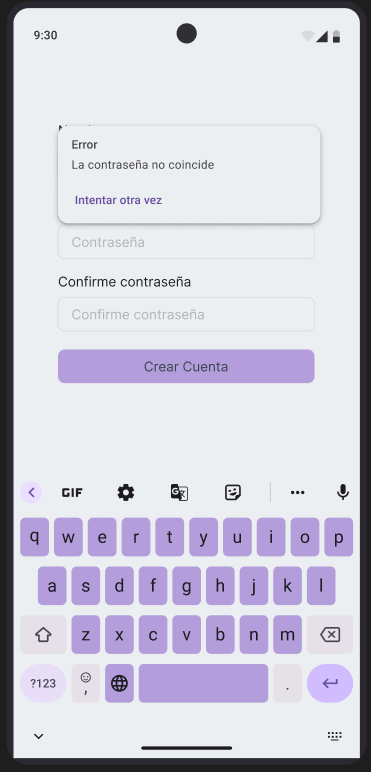 9:30
Error
La contraseña no coincide
Intentar otra vez
Contraseña
Confirme contraseña
Confirme contraseña
Crear Cuenta
GIF
q w e r t y u i o p
a s d f g h j k l
z x c v b n m
?123 , .